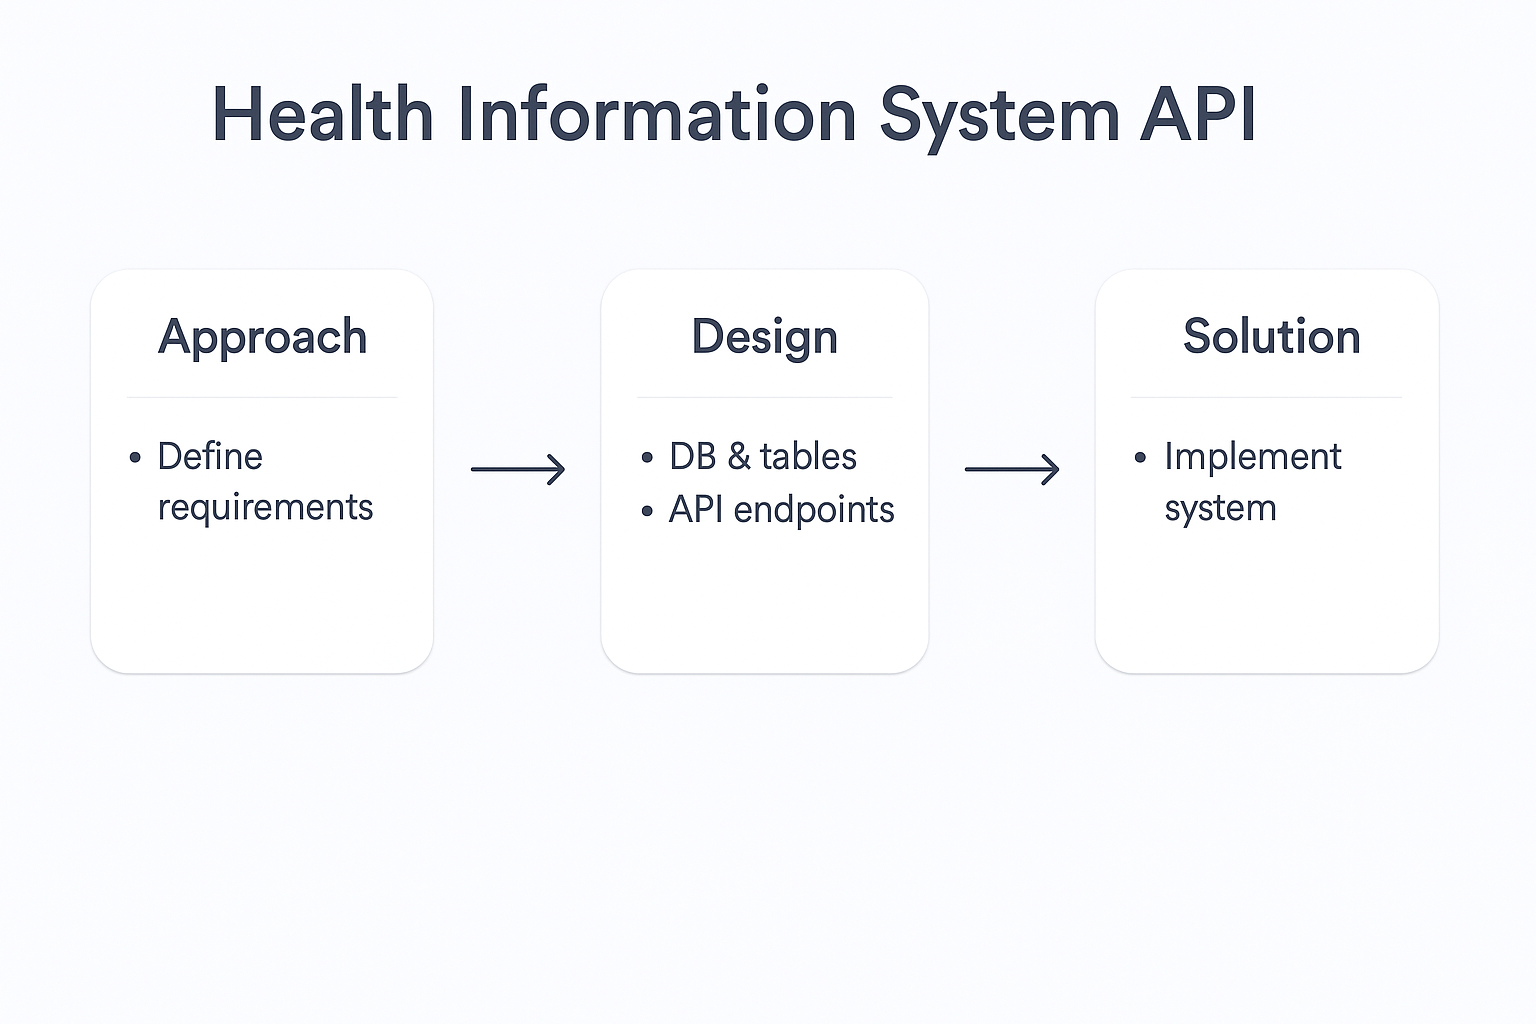 Health Information System API
Approach
• Define
requirements
Design
• DB & tables
• API endpoints
Solution
• Implement
system